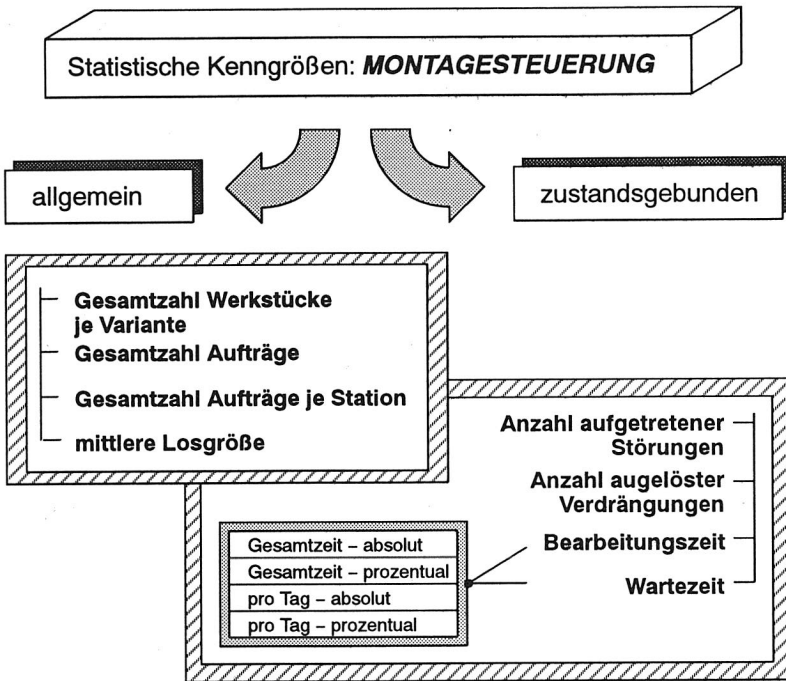 Statistische Kenngrößen: MONTAGESTEUERUNG
allgemein
zustandsgebunden
Gesamtzahl Werkstücke
je Variante
Gesamtzahl Aufträge
Gesamtzahl Aufträge je Station
mittlere Losgröße
Anzahl aufgetretener
Störungen
Anzahl augelöster
Verdrängungen
Bearbeitungszeit
Wartezeit
Gesamtzeit – absolut
Gesamtzeit – prozentual
pro Tag – absolut
pro Tag – prozentual